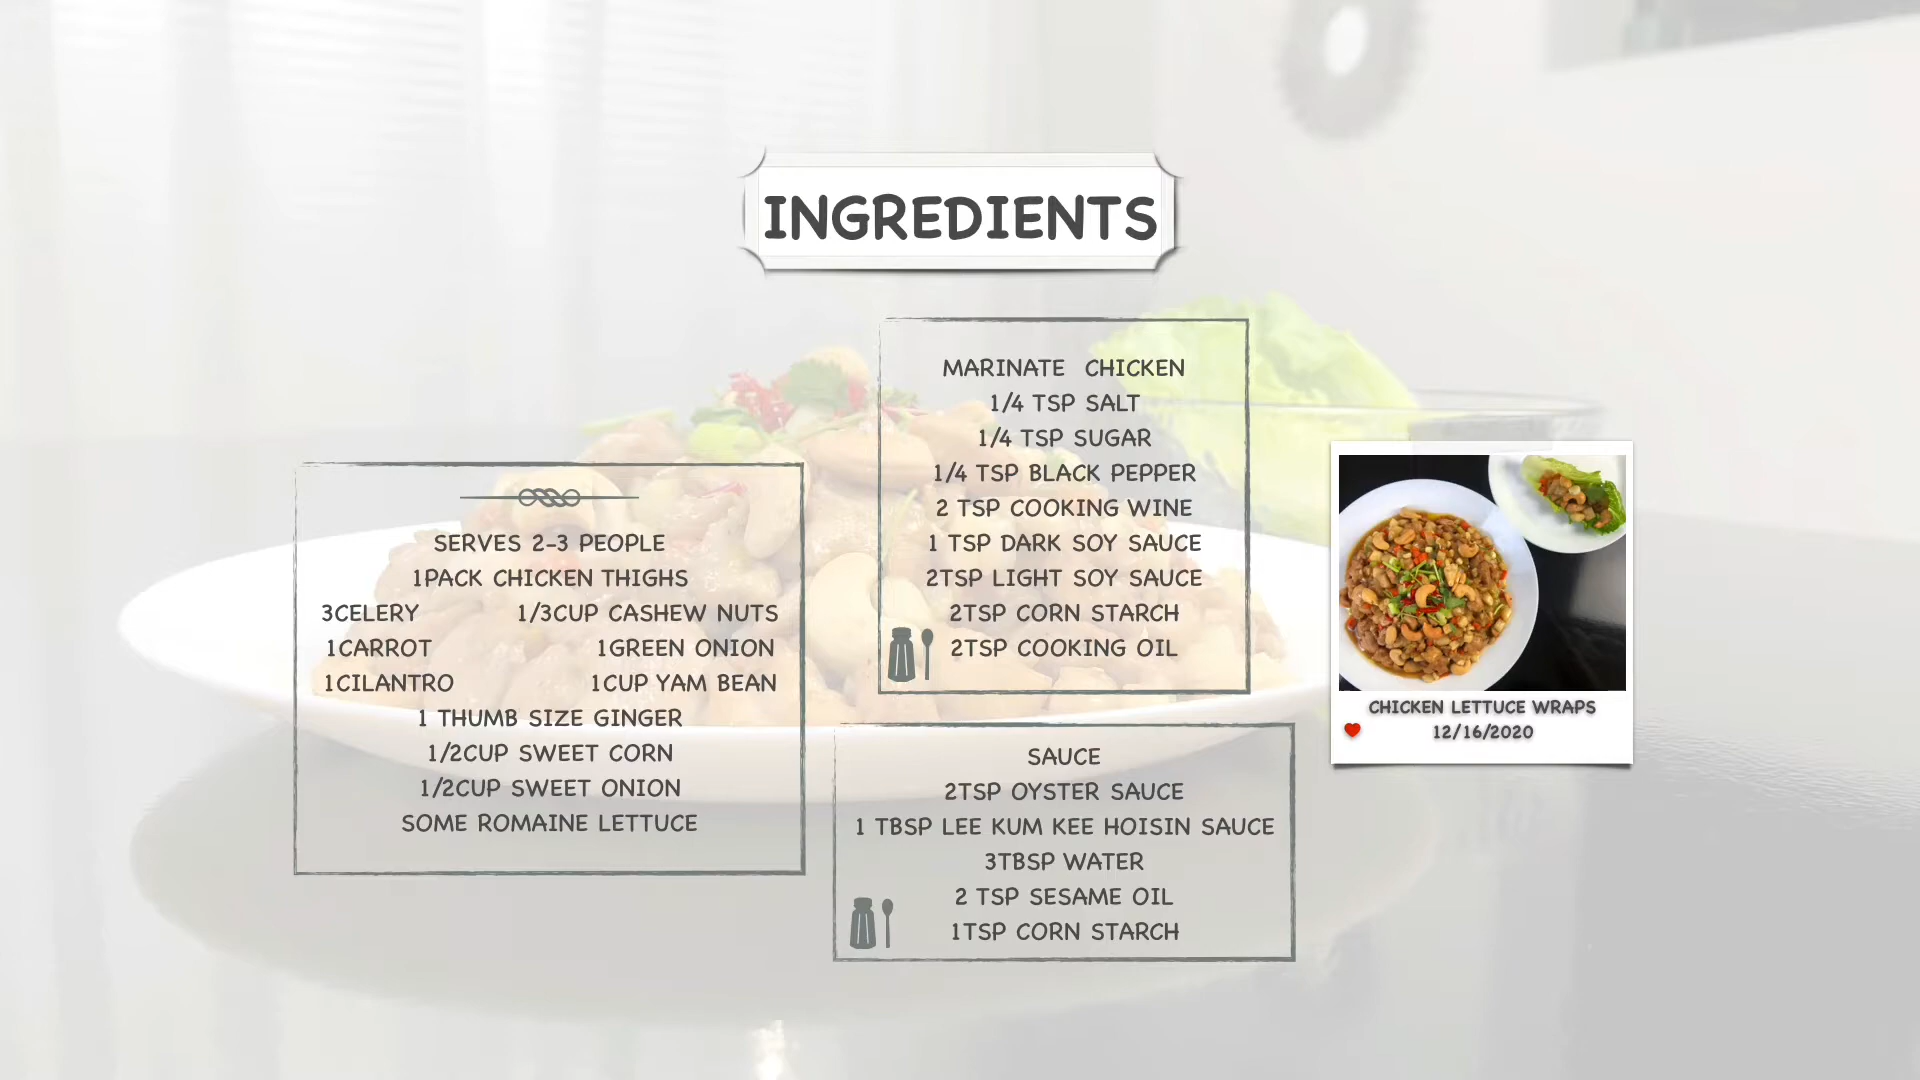 INGREDIENTS
SERVES 2-3 PEOPLE
1PACK CHICKEN THIGHS
3CELERY 1/3CUP CASHEW NUTS
1CARROT 1GREEN ONION
1CILANTRO 1CUP YAM BEAN
1 THUMB SIZE GINGER
1/2CUP SWEET CORN
1/2CUP SWEET ONION
SOME ROMAINE LETTUCE
MARINATE CHICKEN
1/4 TSP SALT
1/4 TSP SUGAR
1/4 TSP BLACK PEPPER
2 TSP COOKING WINE
1 TSP DARK SOY SAUCE
2TSP LIGHT SOY SAUCE
2TSP CORN STARCH
2TSP COOKING OIL
SAUCE
2TSP OYSTER SAUCE
1 TBSP LEE KUM KEE HOISIN SAUCE
3TBSP WATER
2 TSP SESAME OIL
1TSP CORN STARCH
CHICKEN LETTUCE WRAPS
12/16/2020